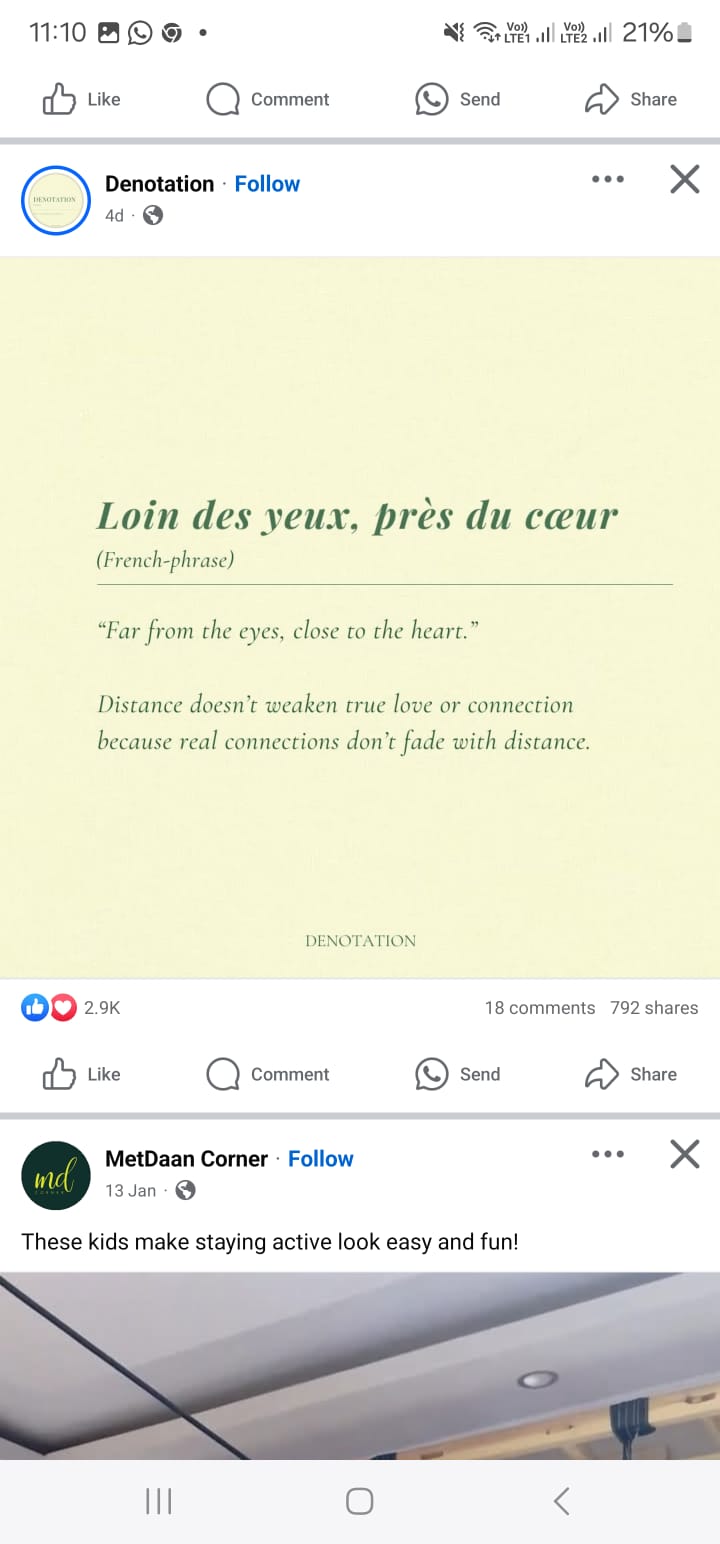 11:10
Vo)) LTE1 Vo)) LTE2 21%
Like Comment Send Share
DENOTATION
Denotation · Follow
4d ·
Loin des yeux, près du cœur
(French-phrase)
“Far from the eyes, close to the heart.”
Distance doesn’t weaken true love or connection
because real connections don’t fade with distance.
DENOTATION
2.9K 18 comments 792 shares
Like Comment Send Share
md
CORNER
MetDaan Corner · Follow
13 Jan ·
These kids make staying active look easy and fun!